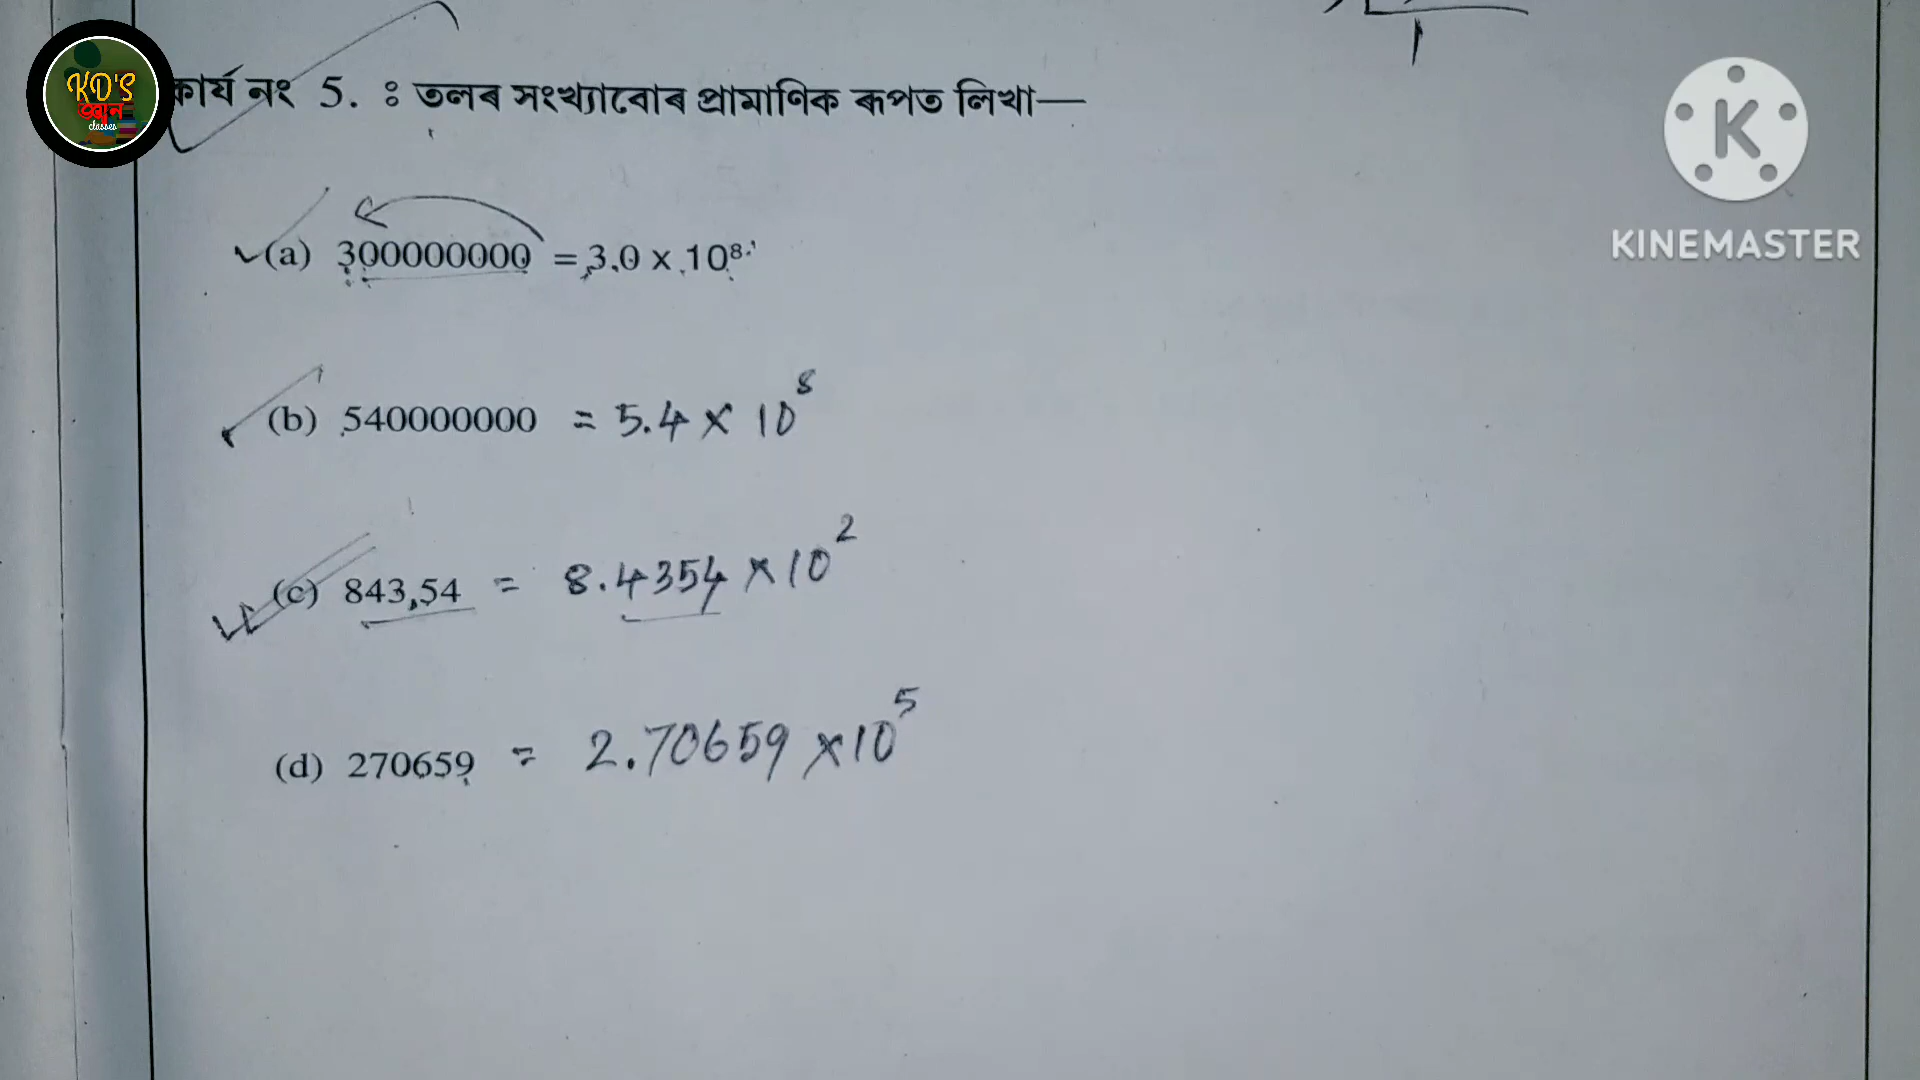 KD'S
জ্ঞান
classes
কাৰ্য নং 5. ঃ তলৰ সংখ্যাবোৰ প্ৰামাণিক ৰূপত লিখা—
K
KINEMASTER
(a) 300000000 = 3.0 x 10⁸
(b) 540000000 = 5.4 × 10⁸
(c) 843,54 = 8.4354 × 10²
(d) 270659 = 2.70659 × 10⁵